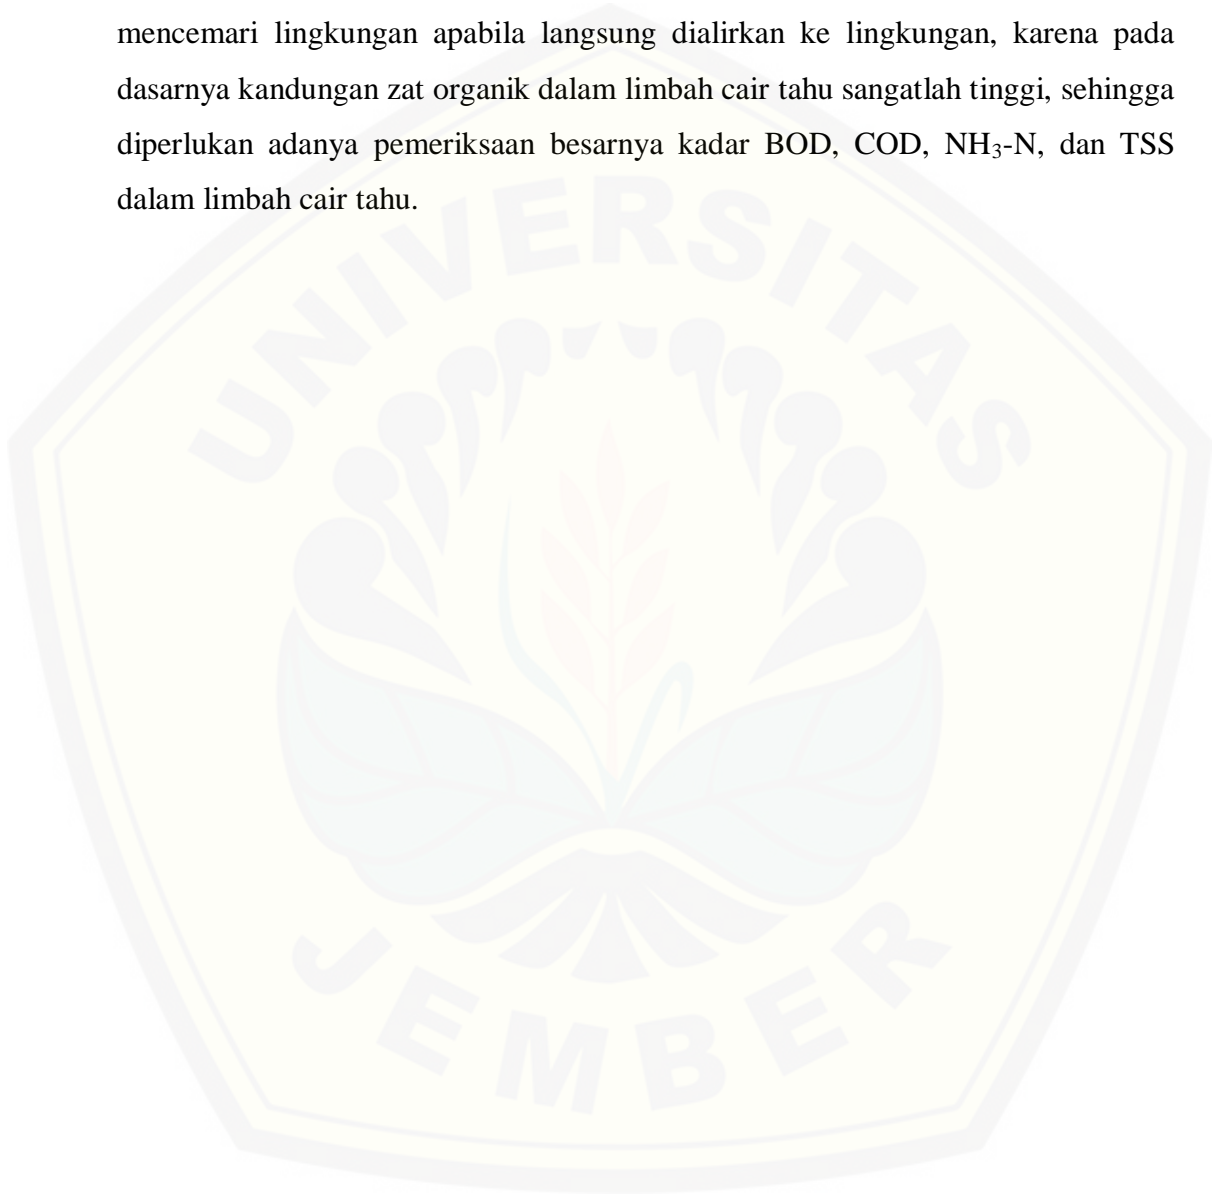 mencemari lingkungan apabila langsung dialirkan ke lingkungan, karena pada
dasarnya kandungan zat organik dalam limbah cair tahu sangatlah tinggi, sehingga
diperlukan adanya pemeriksaan besarnya kadar BOD, COD, NH₃-N, dan TSS
dalam limbah cair tahu.
UNIVERSITAS
JEMBER